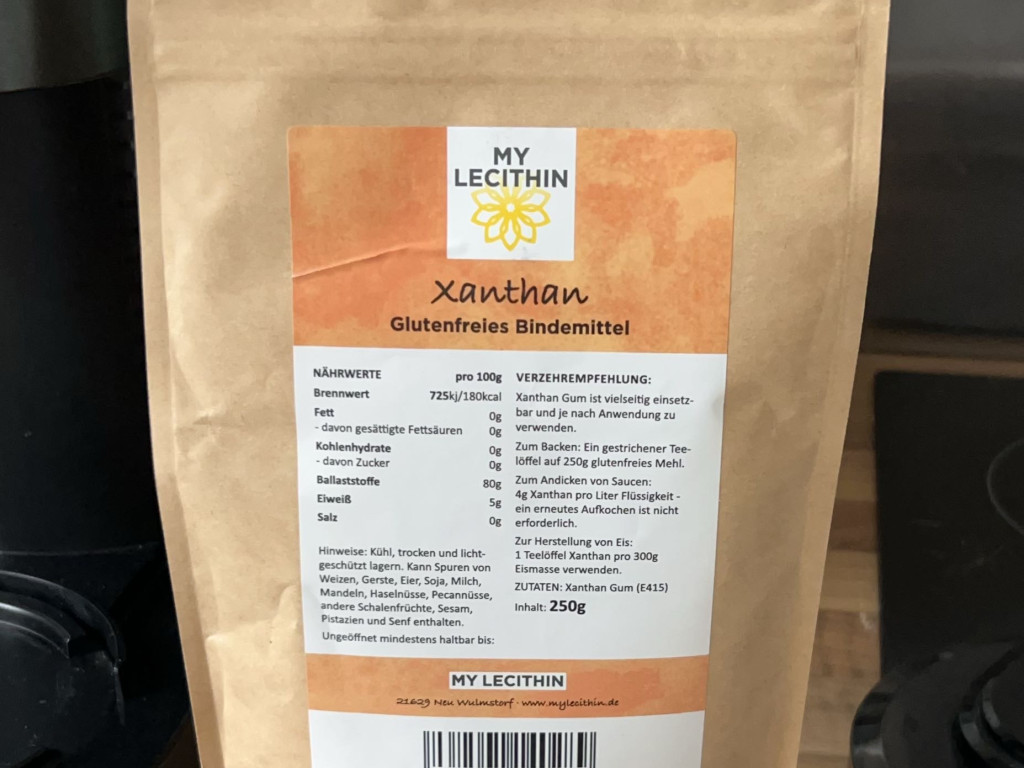 MY
LECITHIN
Xanthan
Glutenfreies Bindemittel
NÄHRWERTE pro 100g
Brennwert 725kj/180kcal
Fett 0g
- davon gesättigte Fettsäuren 0g
Kohlenhydrate 0g
- davon Zucker 0g
Ballaststoffe 80g
Eiweiß 5g
Salz 0g
Hinweise: Kühl, trocken und licht-
geschützt lagern. Kann Spuren von
Weizen, Gerste, Eier, Soja, Milch,
Mandeln, Haselnüsse, Pecannüsse,
andere Schalenfrüchte, Sesam,
Pistazien und Senf enthalten.
Ungeöffnet mindestens haltbar bis:
VERZEHREMPFEHLUNG:
Xanthan Gum ist vielseitig einsetz-
bar und je nach Anwendung zu
verwenden.
Zum Backen: Ein gestrichener Tee-
löffel auf 250g glutenfreies Mehl.
Zum Andicken von Saucen:
4g Xanthan pro Liter Flüssigkeit -
ein erneutes Aufkochen ist nicht
erforderlich.
Zur Herstellung von Eis:
1 Teelöffel Xanthan pro 300g
Eismasse verwenden.
ZUTATEN: Xanthan Gum (E415)
Inhalt: 250g
MY LECITHIN
21629 Neu Wulmstorf · www.mylecithin.de